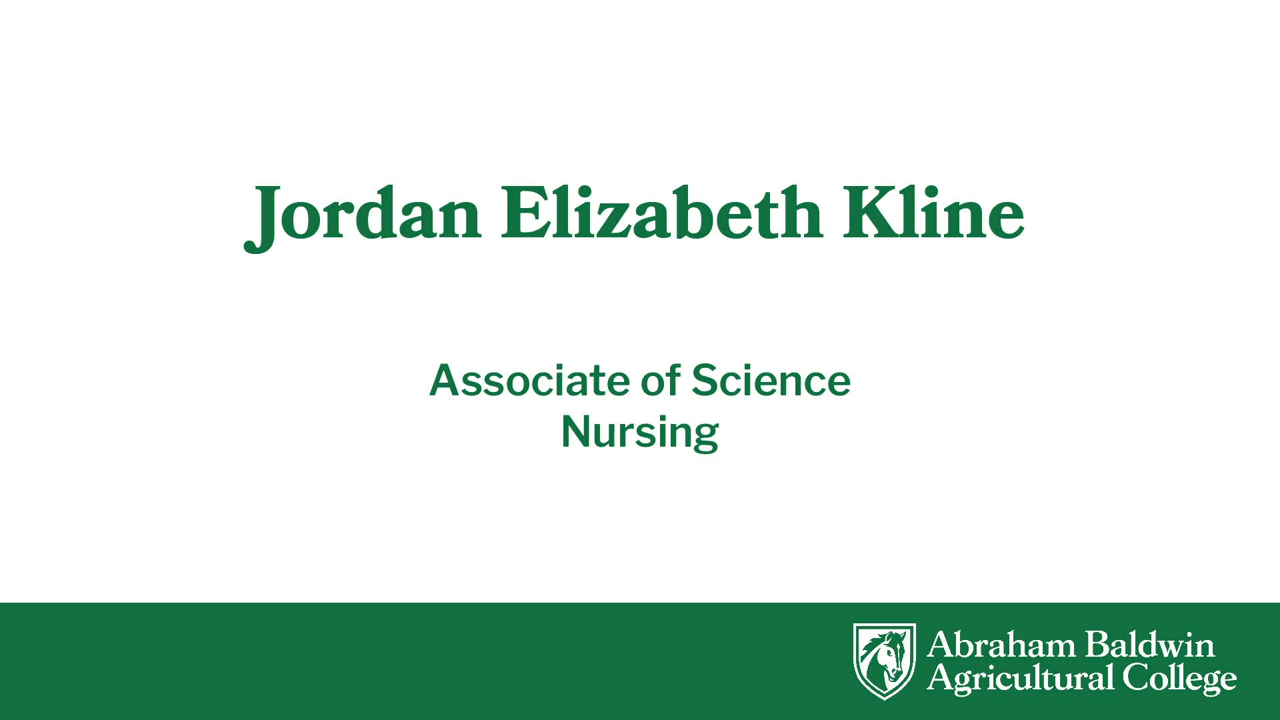 Jordan Elizabeth Kline
Associate of Science
Nursing
Abraham Baldwin
Agricultural College